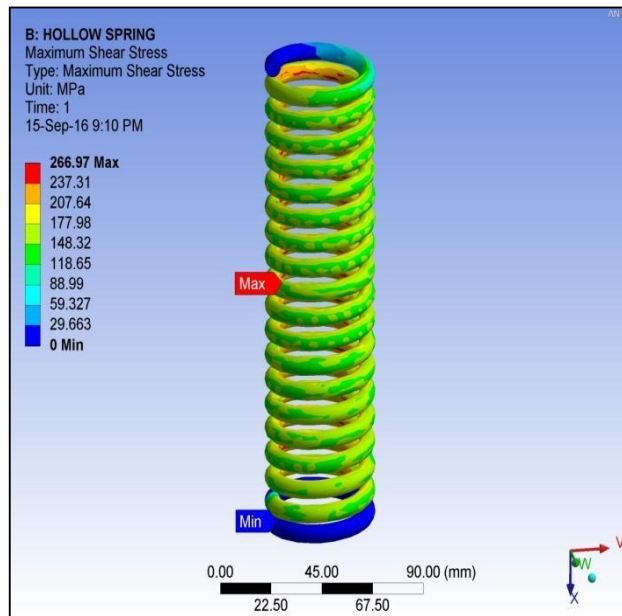 AN
B: HOLLOW SPRING
Maximum Shear Stress
Type: Maximum Shear Stress
Unit: MPa
Time: 1
15-Sep-16 9:10 PM
266.97 Max
237.31
207.64
177.98
148.32
118.65
88.99
59.327
29.663
0 Min
Max
Min
0.00 45.00 90.00 (mm)
22.50 67.50
V
W
X